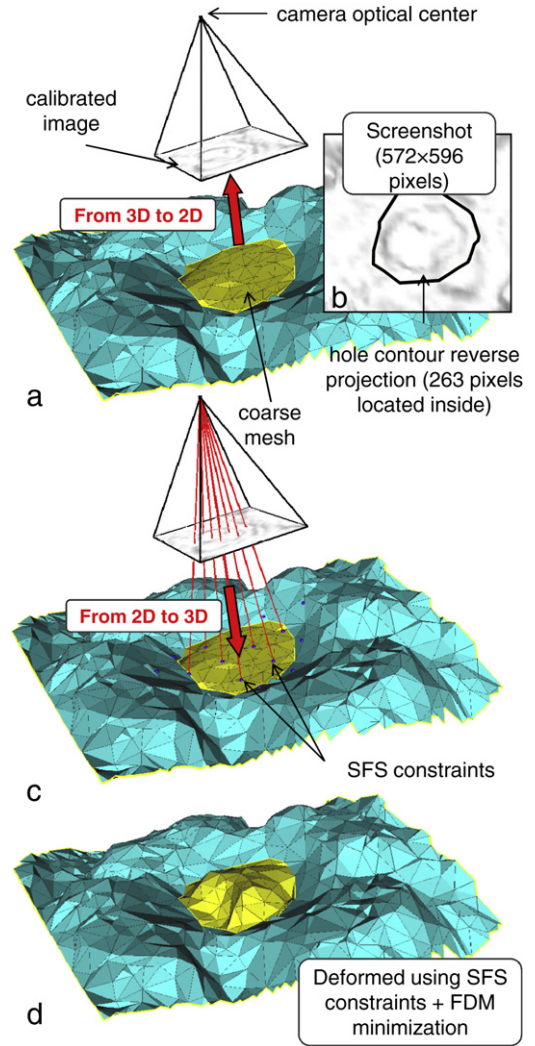 camera optical center
calibrated
image
Screenshot
(572×596
pixels)
From 3D to 2D
b
hole contour reverse
projection (263 pixels
located inside)
a
coarse
mesh
From 2D to 3D
SFS constraints
c
Deformed using SFS
constraints + FDM
minimization
d